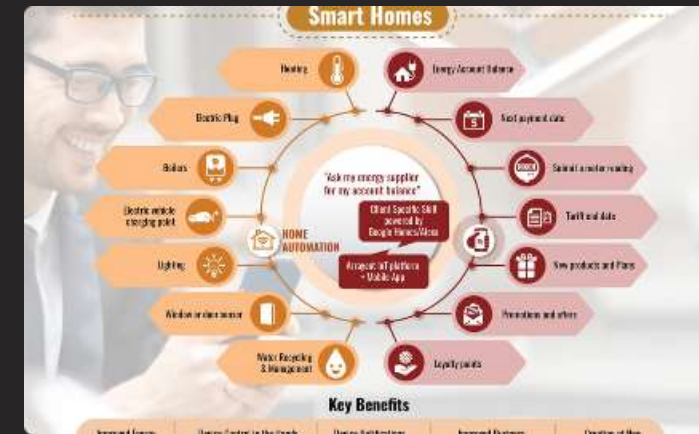 Smart Homes
Heating
Electric Plug
Boilers
Electric vehicle
charging point
Lighting
Window or door sensor
Water Recycling
& Management
HOME
AUTOMATION
"Ask my energy supplier
for my account balance"
Client Specific Skill
powered by
Google Homes/Alexa
Arrayent IoT platform
+ Mobile App
Energy Account Balance
Next payment date
5
Submit a meter reading
Tariff end date
New products and Plans
Promotions and offers
Loyalty points
Key Benefits